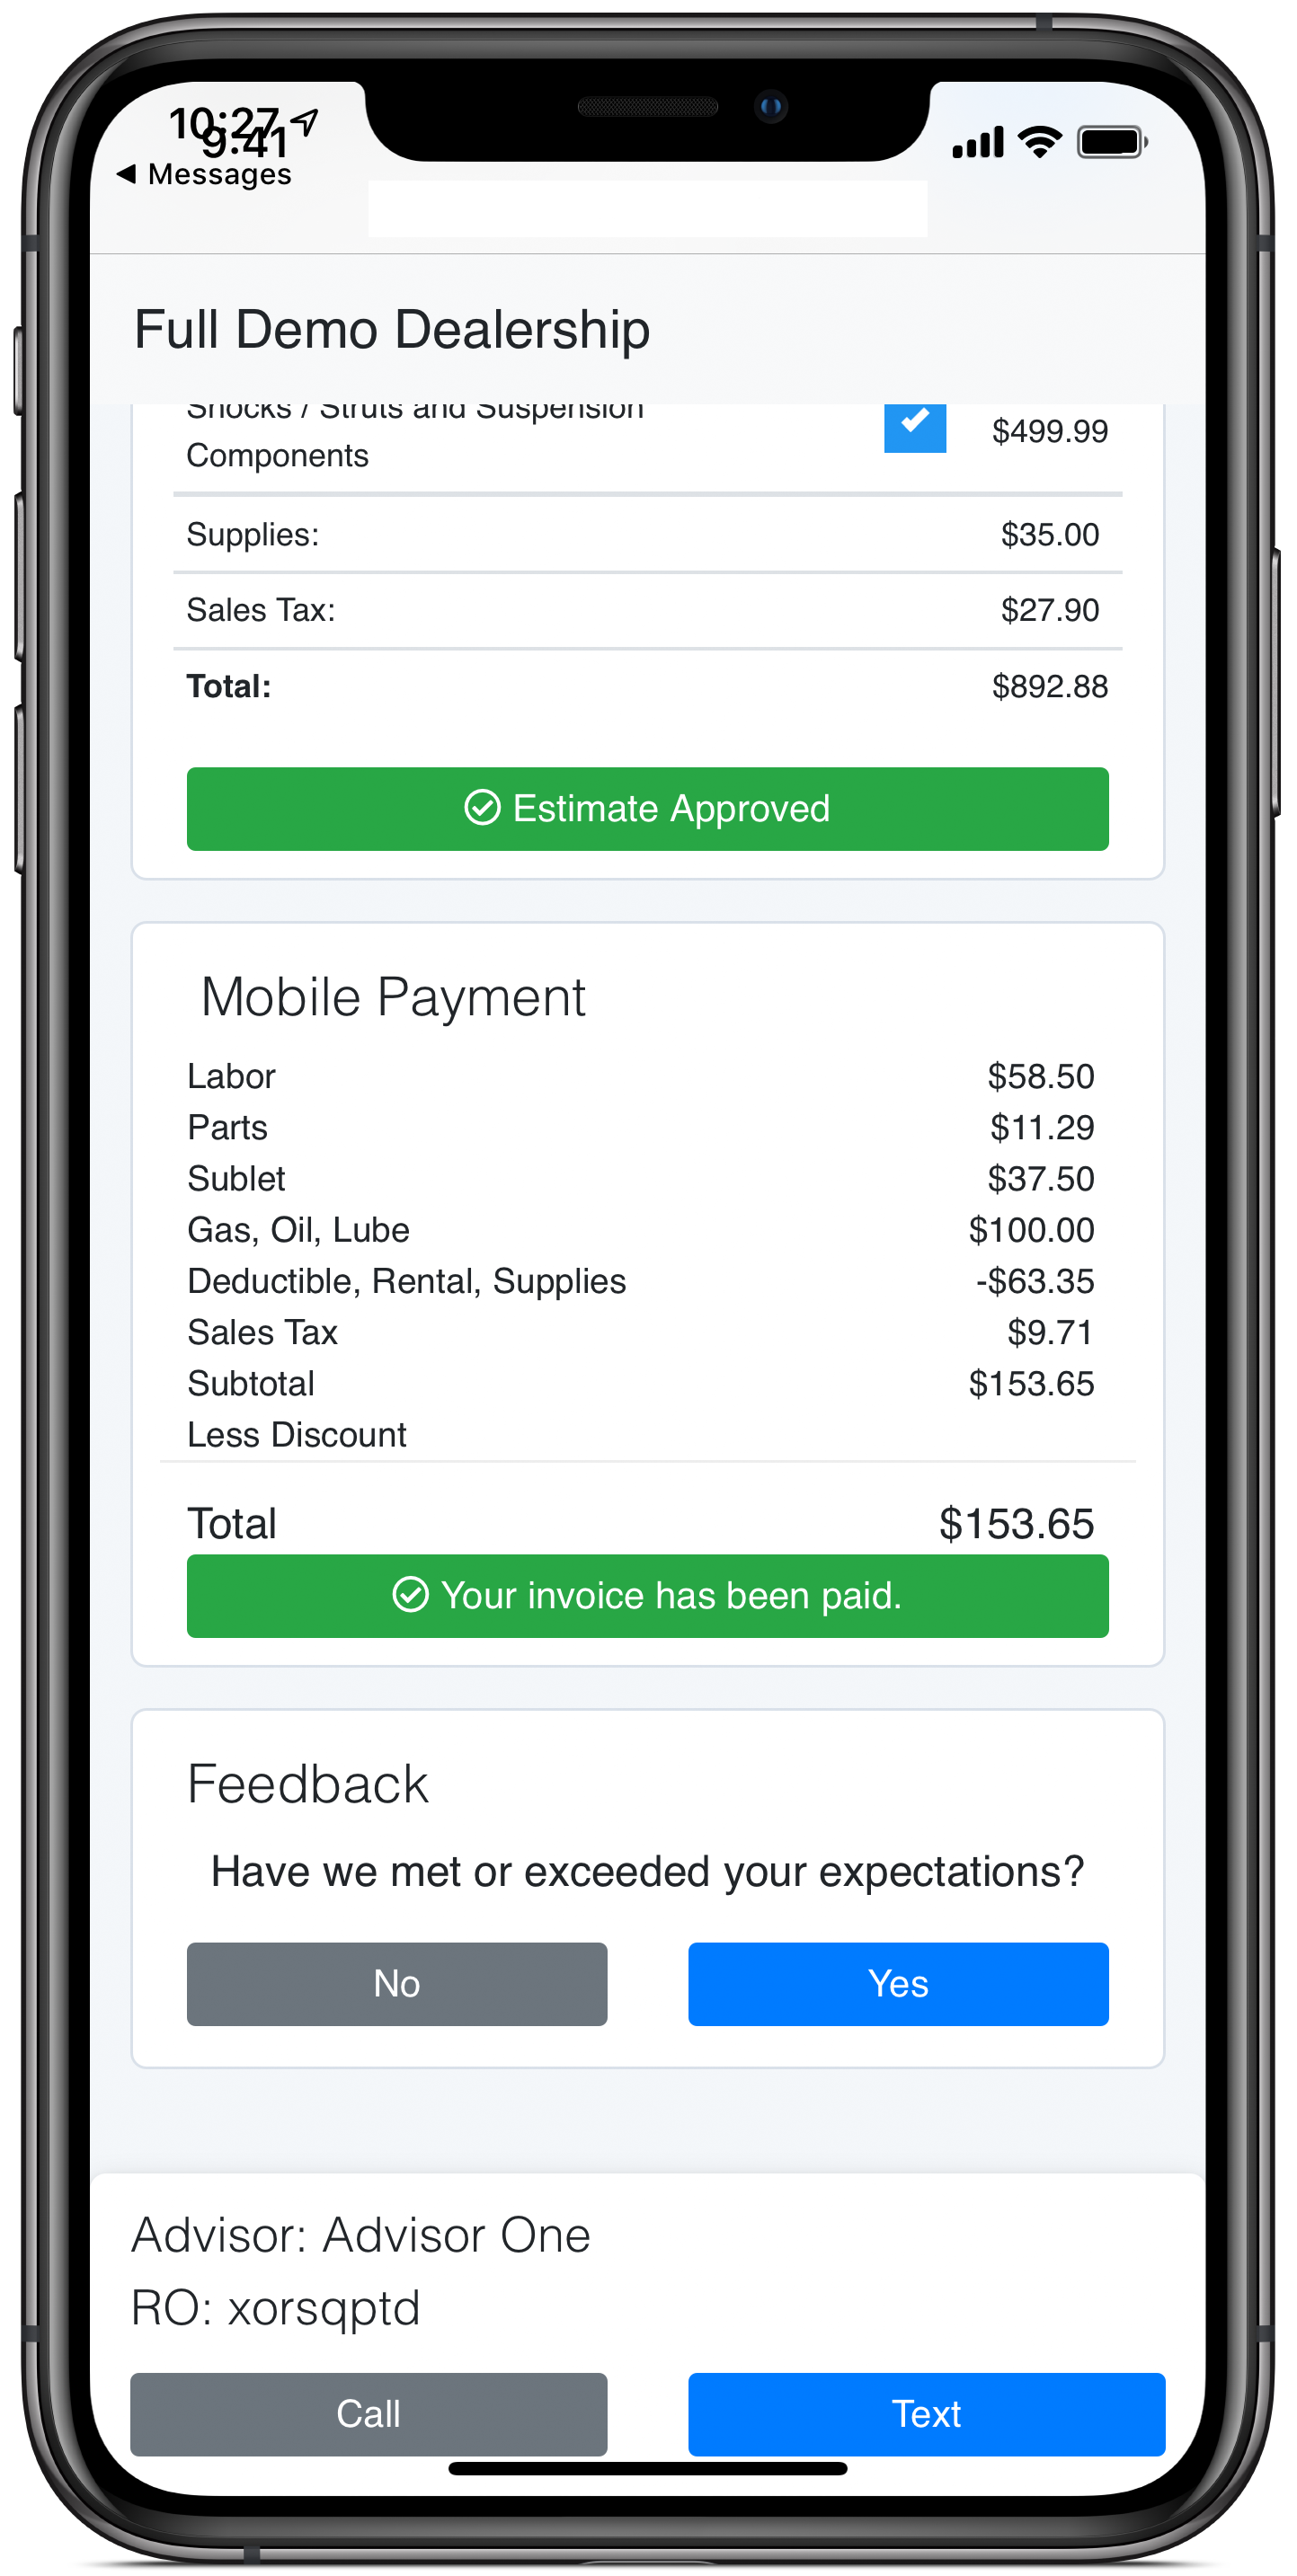 10:27
9:41
◀ Messages
Full Demo Dealership
Shocks / Struts and Suspension
Components
$499.99
Supplies: $35.00
Sales Tax: $27.90
Total: $892.88
Estimate Approved
Mobile Payment
Labor $58.50
Parts $11.29
Sublet $37.50
Gas, Oil, Lube $100.00
Deductible, Rental, Supplies -$63.35
Sales Tax $9.71
Subtotal $153.65
Less Discount
Total $153.65
Your invoice has been paid.
Feedback
Have we met or exceeded your expectations?
No Yes
Advisor: Advisor One
RO: xorsqptd
Call Text